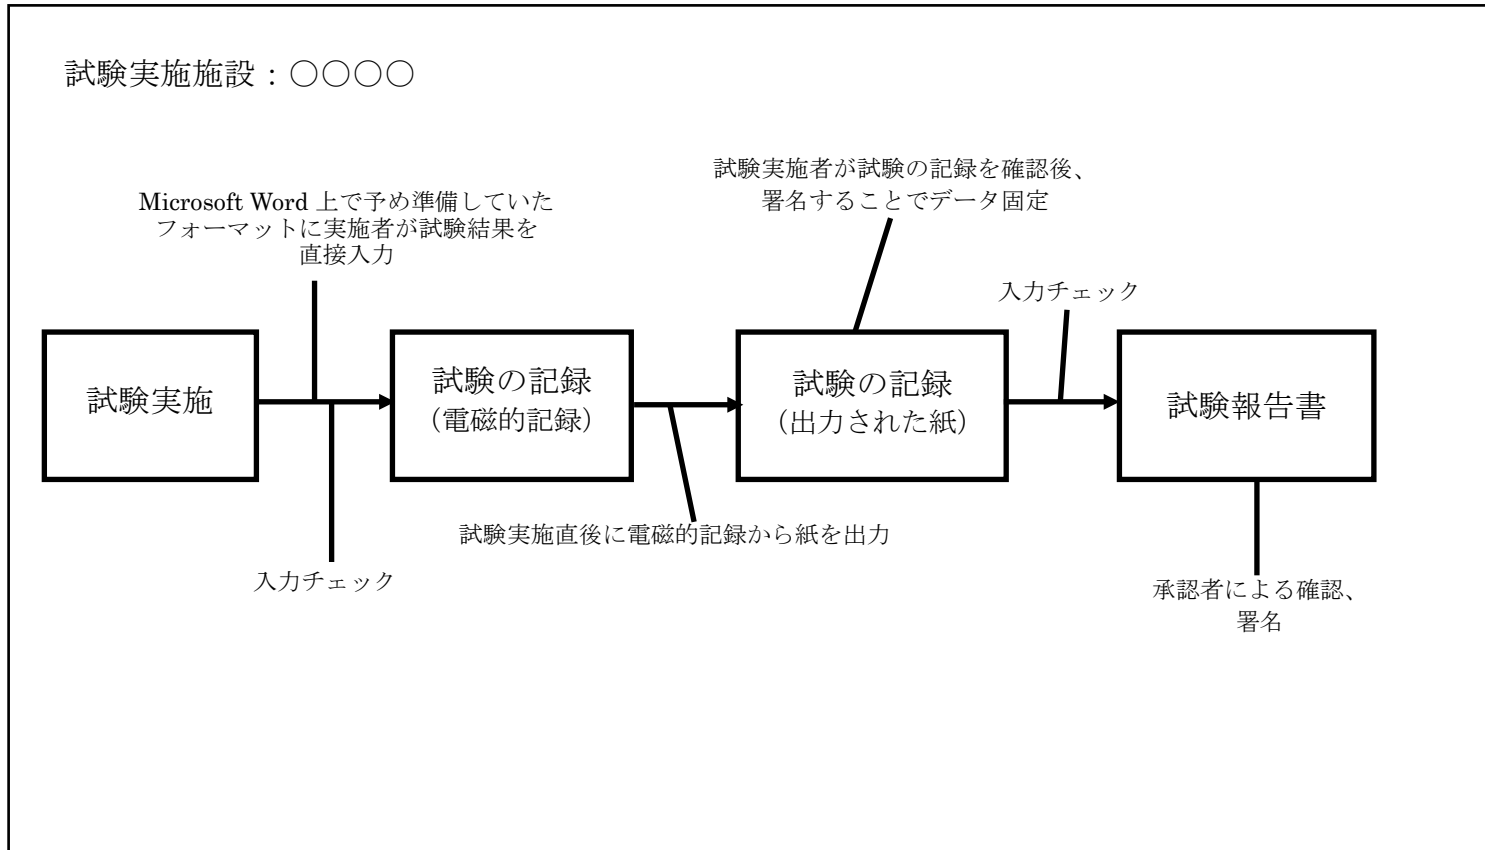 試験実施施設：○○○○
試験実施者が試験の記録を確認後、
署名することでデータ固定
Microsoft Word 上で予め準備していた
フォーマットに実施者が試験結果を
直接入力
入力チェック
試験実施
試験の記録
（電磁的記録）
試験の記録
（出力された紙）
試験報告書
試験実施直後に電磁的記録から紙を出力
入力チェック
承認者による確認、
署名